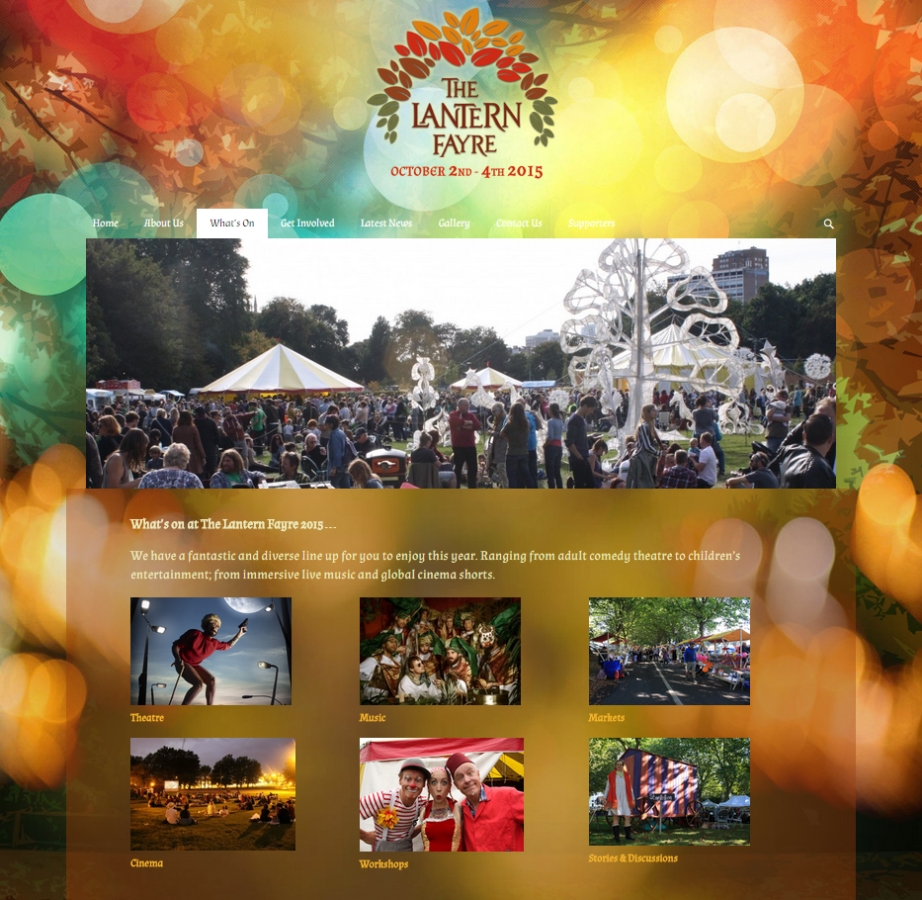 THE
LANTERN
FAYRE
OCTOBER 2ND - 4TH 2015
Home About Us What's On Get Involved Latest News Gallery Contact Us Supporters
What's on at The Lantern Fayre 2015 . . .
We have a fantastic and diverse line up for you to enjoy this year. Ranging from adult comedy theatre to children's
entertainment; from immersive live music and global cinema shorts.
Theatre Music Markets
Cinema Workshops Stories & Discussions